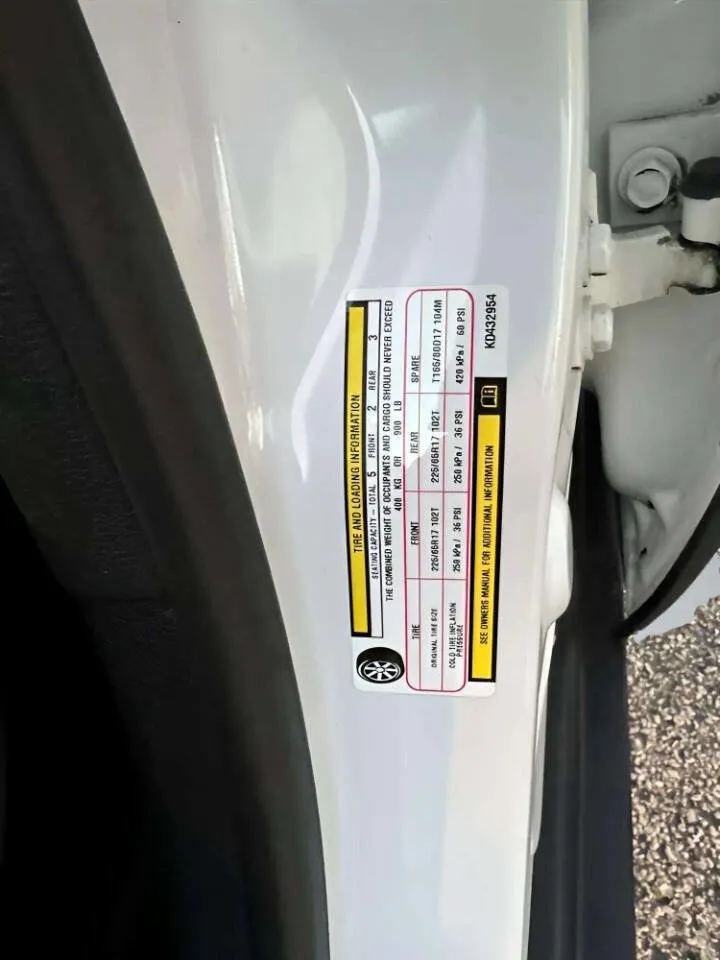 TIRE AND LOADING INFORMATION
SEATING CAPACITY – TOTAL 5 FRONT 2 REAR 3
THE COMBINED WEIGHT OF OCCUPANTS AND CARGO SHOULD NEVER EXCEED
408 KG OR 900 LB
TIRE FRONT REAR SPARE
ORIGINAL TIRE SIZE 225/65R17 102T 225/65R17 102T T165/80D17 104M
COLD TIRE INFLATION PRESSURE 250 kPa / 36 PSI 250 kPa / 36 PSI 420 kPa / 60 PSI
SEE OWNERS MANUAL FOR ADDITIONAL INFORMATION
KD432954